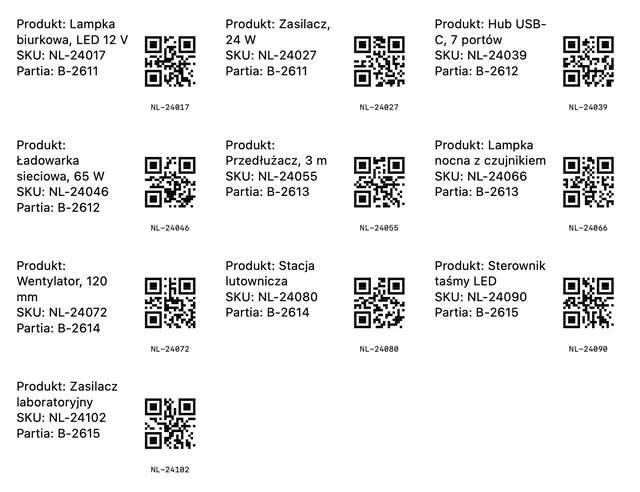 Produkt: Lampka
biurkowa, LED 12 V
SKU: NL-24017
Partia: B-2611
NL-24017
Produkt: Zasilacz,
24 W
SKU: NL-24027
Partia: B-2611
NL-24027
Produkt: Hub USB-
C, 7 portów
SKU: NL-24039
Partia: B-2612
NL-24039
Produkt:
Ładowarka
sieciowa, 65 W
SKU: NL-24046
Partia: B-2612
NL-24046
Produkt:
Przedłużacz, 3 m
SKU: NL-24055
Partia: B-2613
NL-24055
Produkt: Lampka
nocna z czujnikiem
SKU: NL-24066
Partia: B-2613
NL-24066
Produkt:
Wentylator, 120
mm
SKU: NL-24072
Partia: B-2614
NL-24072
Produkt: Stacja
lutownicza
SKU: NL-24080
Partia: B-2614
NL-24080
Produkt: Sterownik
taśmy LED
SKU: NL-24090
Partia: B-2615
NL-24090
Produkt: Zasilacz
laboratoryjny
SKU: NL-24102
Partia: B-2615
NL-24102